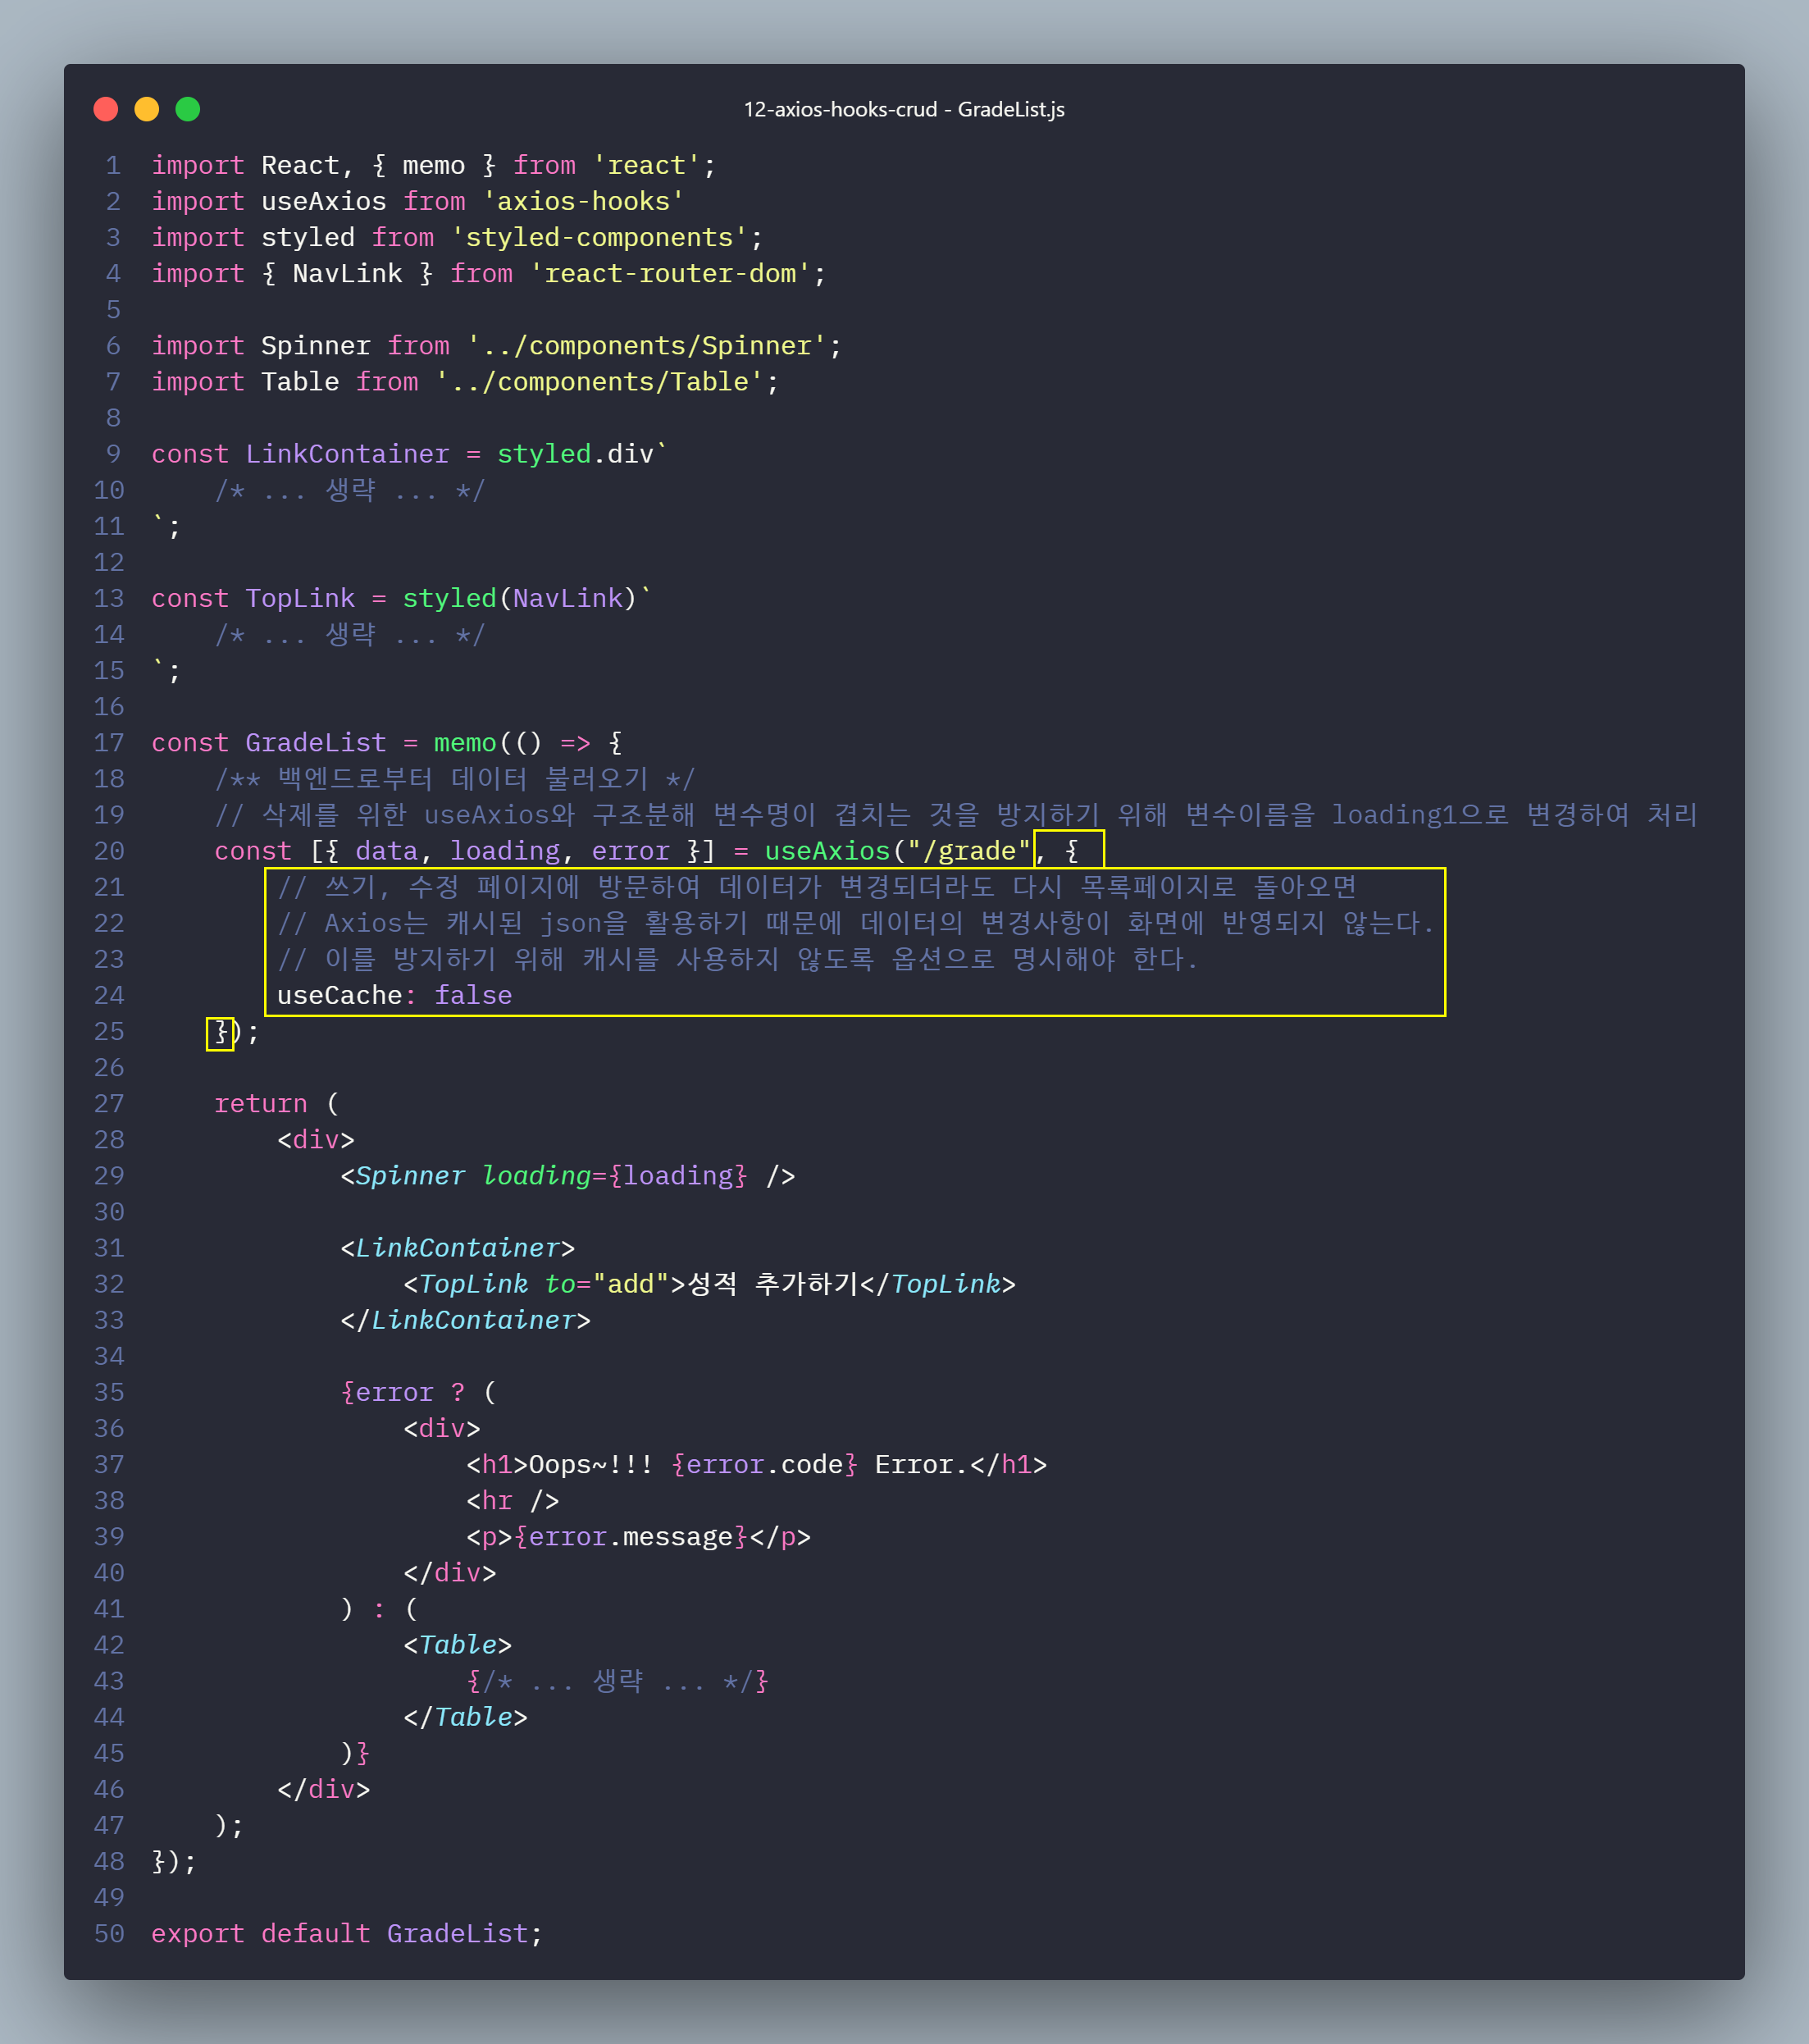 12-axios-hooks-crud - GradeList.js
1 import React, { memo } from 'react';
2 import useAxios from 'axios-hooks'
3 import styled from 'styled-components';
4 import { NavLink } from 'react-router-dom';
5
6 import Spinner from '../components/Spinner';
7 import Table from '../components/Table';
8
9 const LinkContainer = styled.div`
10     /* ... 생략 ... */
11 `;
12
13 const TopLink = styled(NavLink)`
14     /* ... 생략 ... */
15 `;
16
17 const GradeList = memo(() => {
18     /** 백엔드로부터 데이터 불러오기 */
19     // 삭제를 위한 useAxios와 구조분해 변수명이 겹치는 것을 방지하기 위해 변수이름을 loading1으로 변경하여 처리
20     const [{ data, loading, error }] = useAxios("/grade", {
21         // 쓰기, 수정 페이지에 방문하여 데이터가 변경되더라도 다시 목록페이지로 돌아오면
22         // Axios는 캐시된 json을 활용하기 때문에 데이터의 변경사항이 화면에 반영되지 않는다.
23         // 이를 방지하기 위해 캐시를 사용하지 않도록 옵션으로 명시해야 한다.
24         useCache: false
25     });
26
27     return (
28         <div>
29             <Spinner loading={loading} />
30
31             <LinkContainer>
32                 <TopLink to="add">성적 추가하기</TopLink>
33             </LinkContainer>
34
35             {error ? (
36                 <div>
37                     <h1>Oops~!!! {error.code} Error.</h1>
38                     <hr />
39                     <p>{error.message}</p>
40                 </div>
41             ) : (
42                 <Table>
43                     {/* ... 생략 ... */}
44                 </Table>
45             )}
46         </div>
47     );
48 });
49
50 export default GradeList;